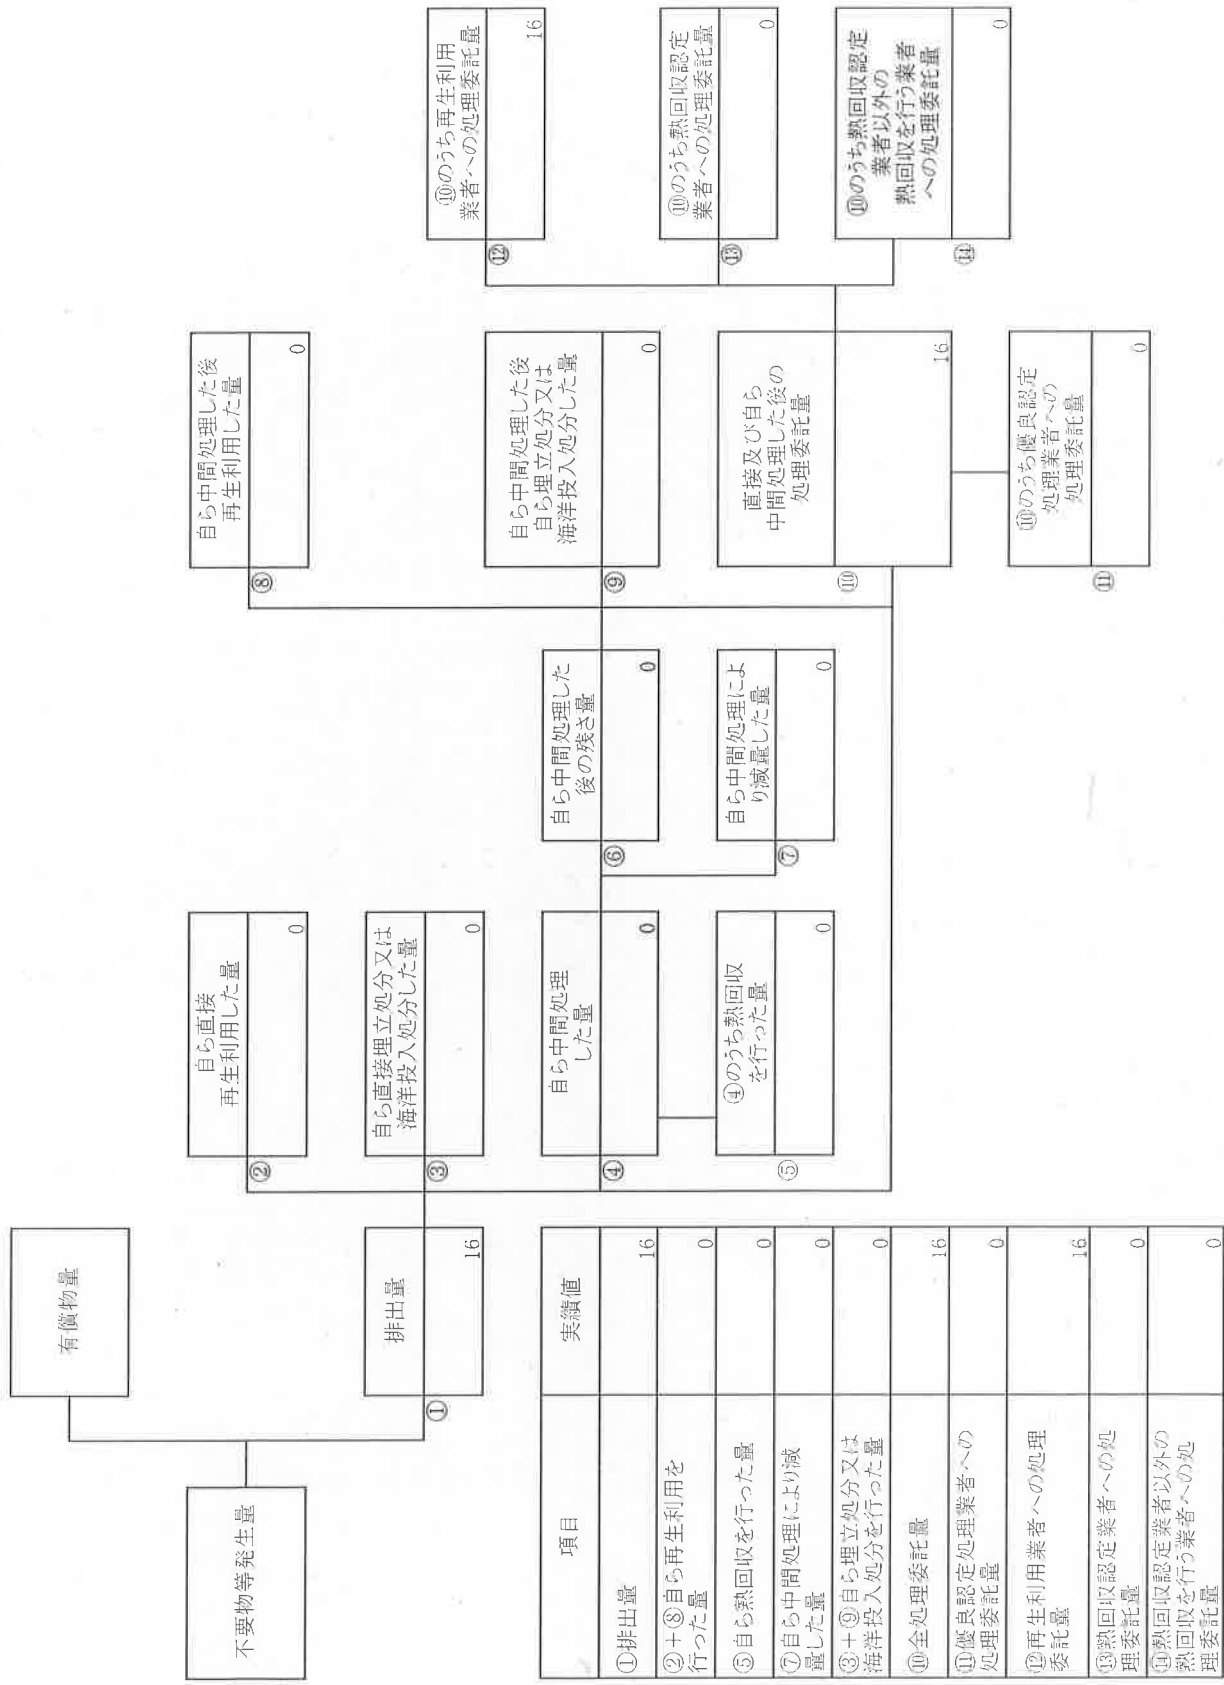 不要物等発生量
有償物量
①
排出量
16
②
自ら直接
再生利用した量
0
③
自ら直接埋立処分又は
海洋投入処分した量
0
④
自ら中間処理
した量
0
⑤
④のうち熱回収
を行った量
0
⑥
自ら中間処理した
後の残さ量
0
⑦
自ら中間処理によ
り減量した量
0
⑧
自ら中間処理した後
再生利用した量
0
⑨
自ら中間処理した後
自ら埋立処分又は
海洋投入処分した量
0
⑩
直接及び自ら
中間処理した後の
処理委託量
16
⑪
⑩のうち優良認定
処理業者への
処理委託量
0
⑫
⑩のうち再生利用
業者への処理委託量
16
⑬
⑩のうち熱回収認定
業者への処理委託量
0
⑭
⑩のうち熱回収認定
業者以外の
熱回収を行う業者
への処理委託量
0
項目 実績値
①排出量 16
②+⑧自ら再生利用を
行った量 0
⑤自ら熱回収を行った量 0
⑦自ら中間処理により減
量した量 0
③+⑨自ら埋立処分又は
海洋投入処分を行った量 0
⑩全処理委託量 16
⑪優良認定処理業者への
処理委託量 0
⑫再生利用業者への処理
委託量 16
⑬熱回収認定業者への処
理委託量 0
⑭熱回収認定業者以外の
熱回収を行う業者への処
理委託量 0